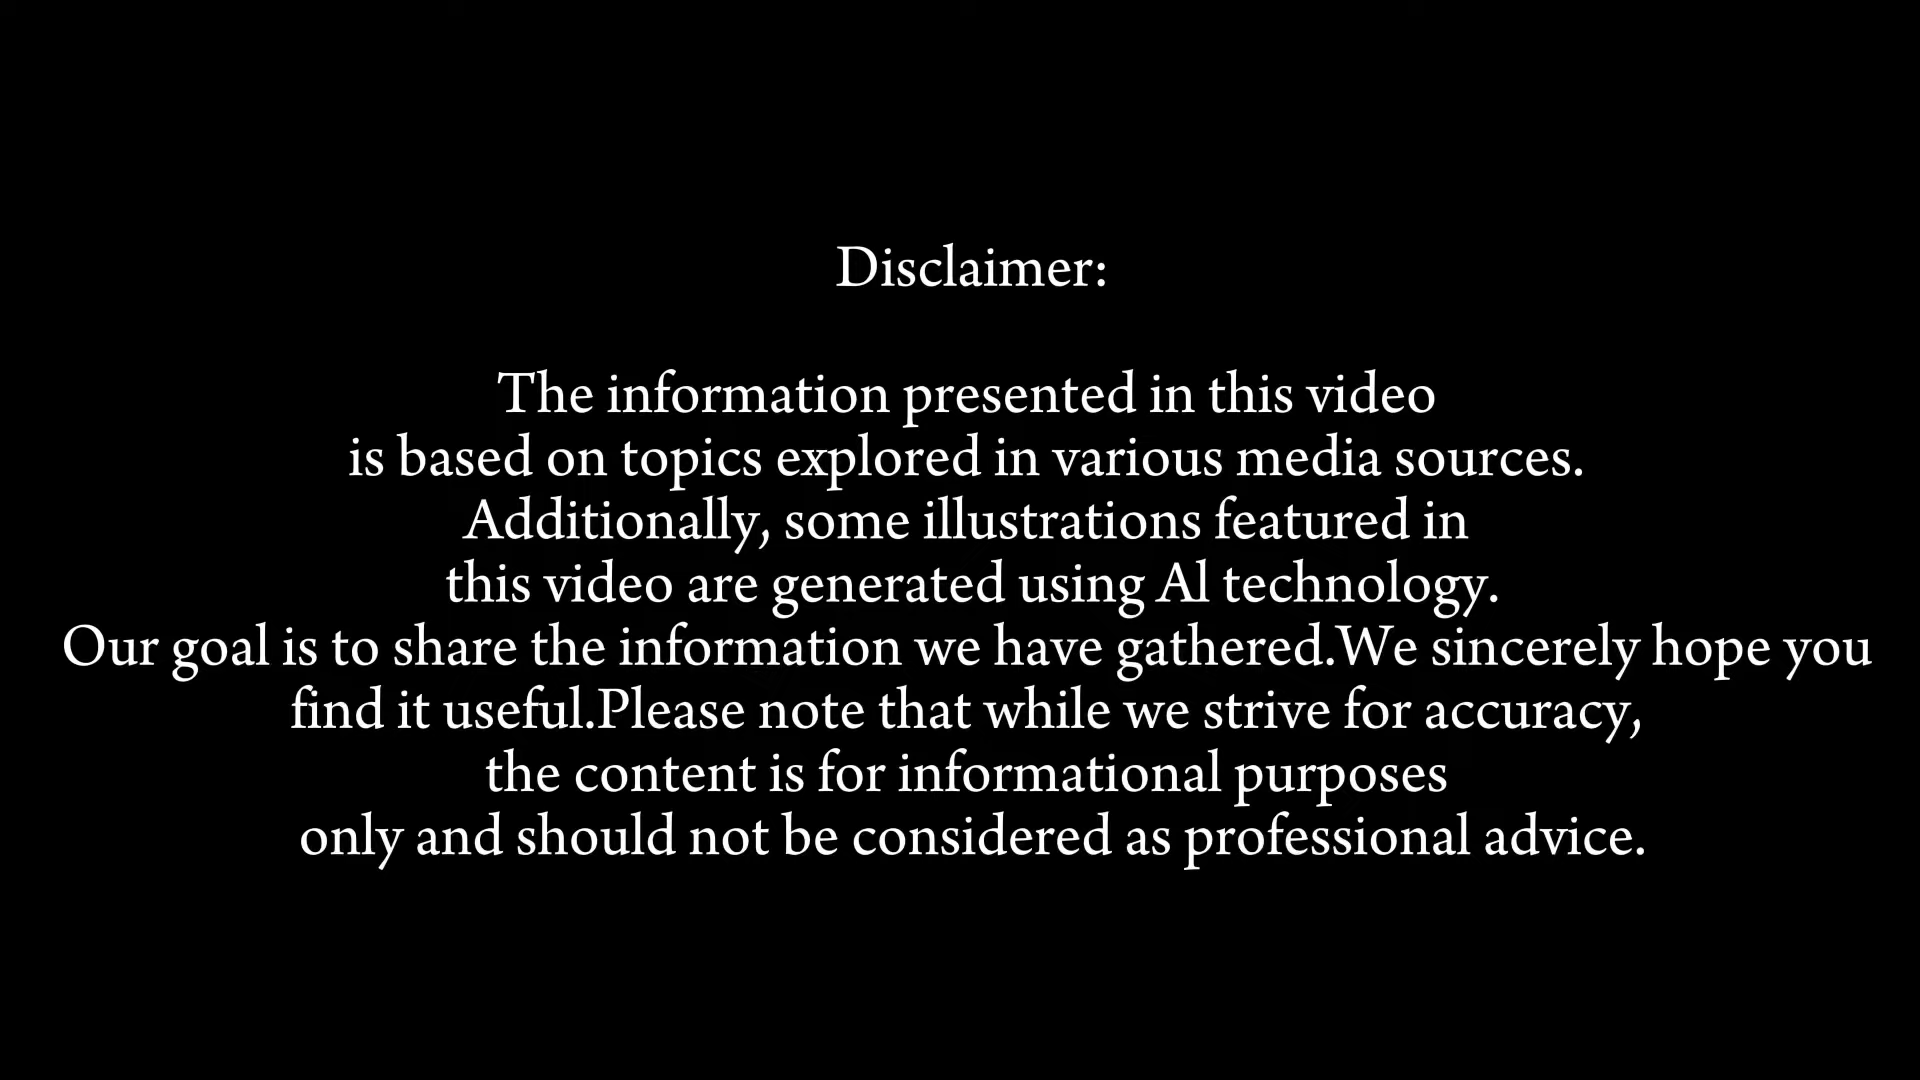 Disclaimer:
The information presented in this video
is based on topics explored in various media sources.
Additionally, some illustrations featured in
this video are generated using Al technology.
Our goal is to share the information we have gathered.We sincerely hope you
find it useful.Please note that while we strive for accuracy,
the content is for informational purposes
only and should not be considered as professional advice.